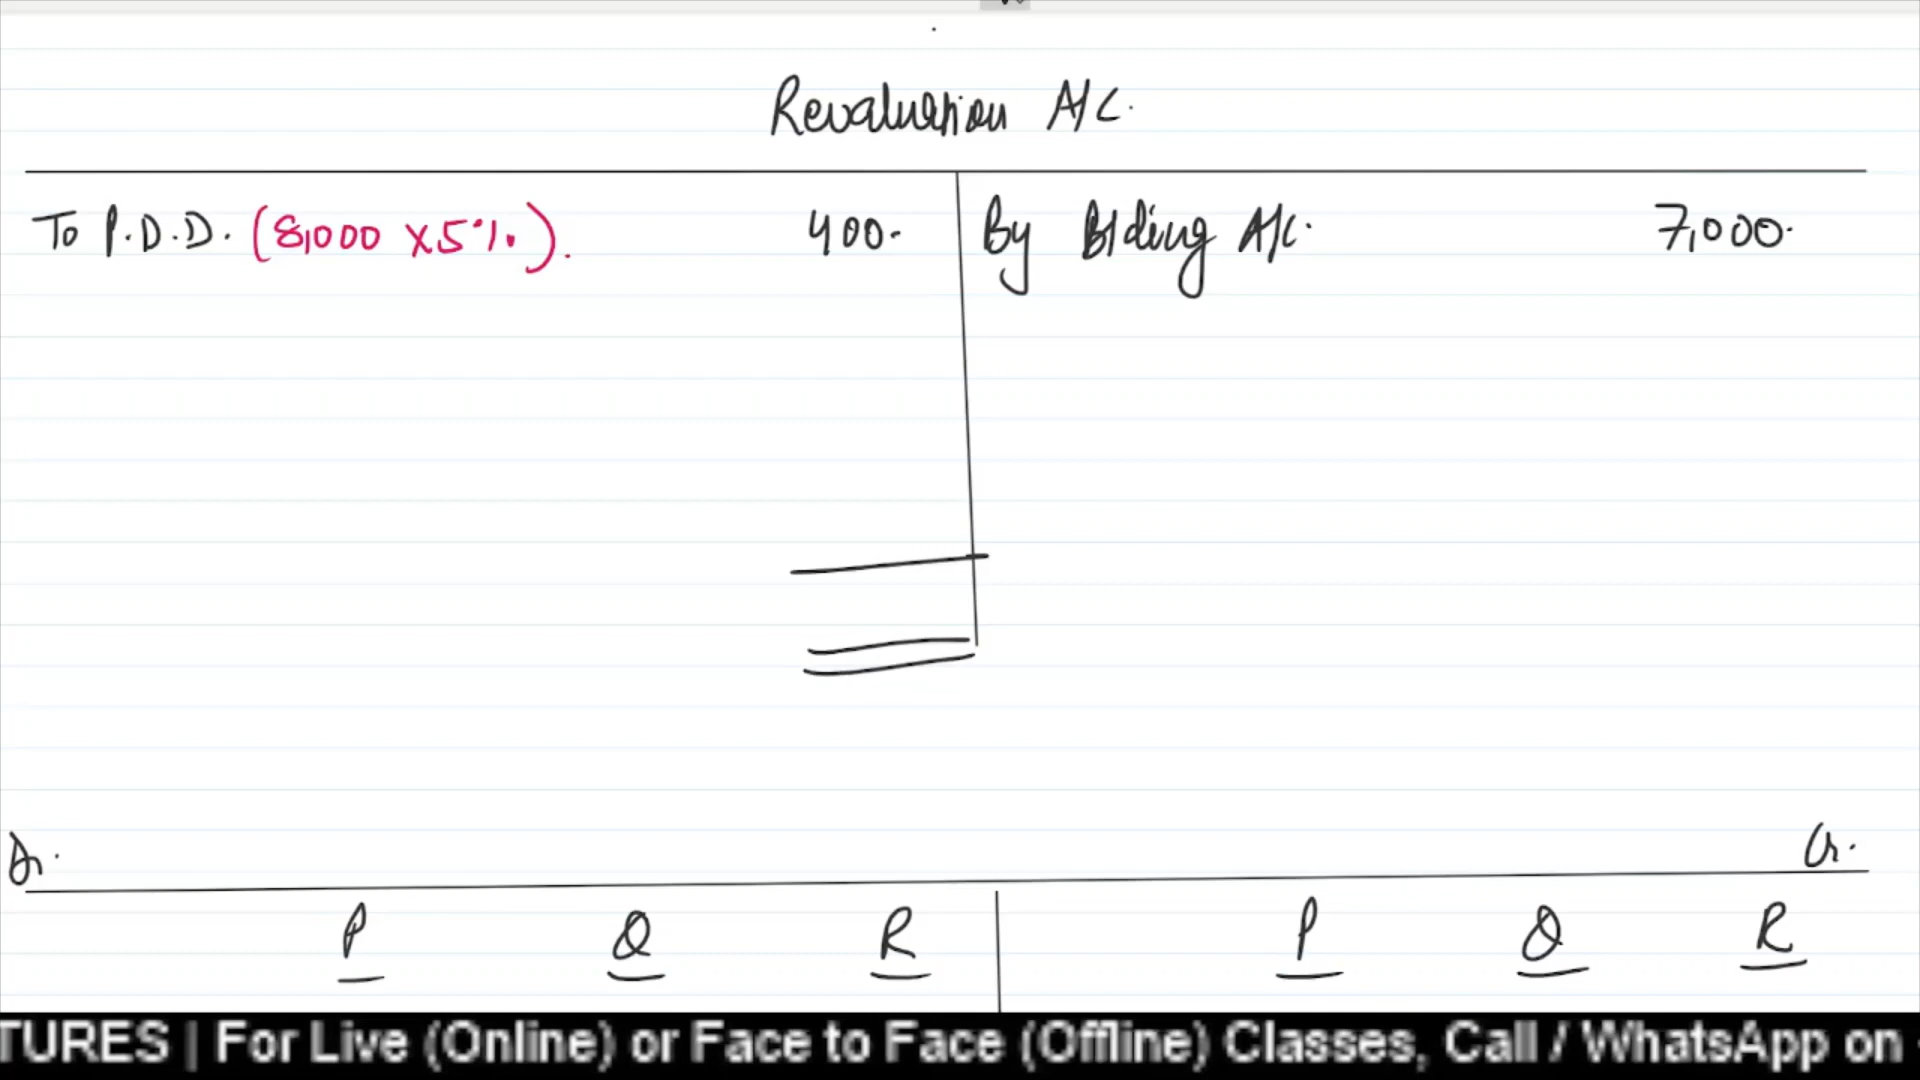 Revaluation A/C.
To P.D.D. (8,000 x 5%). 400. By Blding A/c. 7,000.
Dr. Cr.
P Q R P Q R
TURES | For Live (Online) or Face to Face (Offline) Classes, Call / WhatsApp on